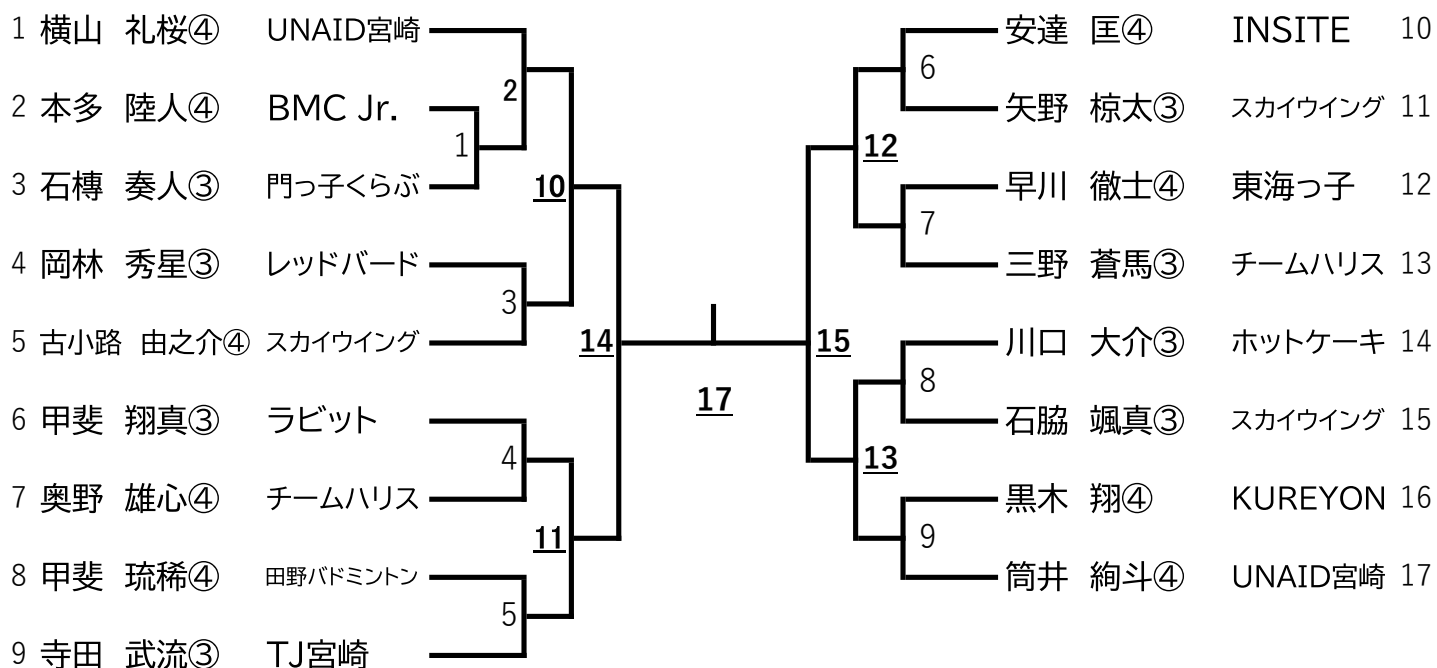 1 横山 礼桜④ UNAID宮崎
2 本多 陸人④ BMC Jr.
3 石榑 奏人③ 門っ子くらぶ
4 岡林 秀星③ レッドバード
5 古小路 由之介④ スカイウイング
6 甲斐 翔真③ ラビット
7 奥野 雄心④ チームハリス
8 甲斐 琉稀④ 田野バドミントン
9 寺田 武流③ TJ宮崎
2
1
10
3
14
4
11
5
17
6
12
7
15
8
13
9
安達 匡④ INSITE 10
矢野 椋太③ スカイウイング 11
早川 徹士④ 東海っ子 12
三野 蒼馬③ チームハリス 13
川口 大介③ ホットケーキ 14
石脇 颯真③ スカイウイング 15
黒木 翔④ KUREYON 16
筒井 絢斗④ UNAID宮崎 17